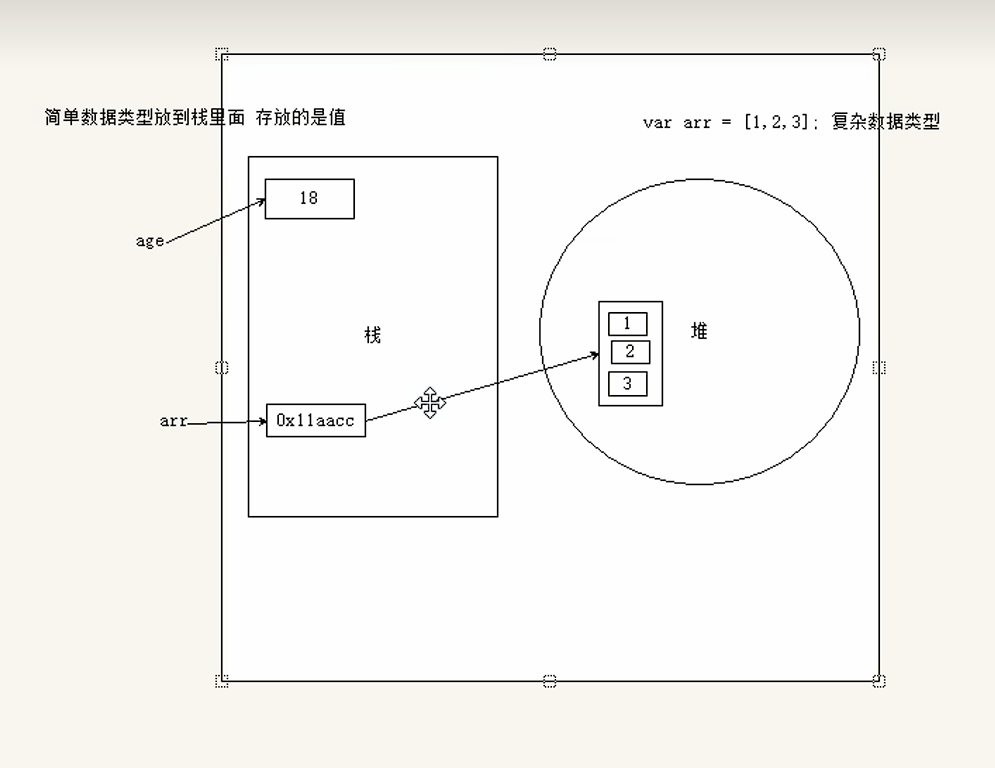 简单数据类型放到栈里面 存放的是值
var arr = [1,2,3]; 复杂数据类型
18
age
1
栈
堆
2
3
arr
0x11aacc